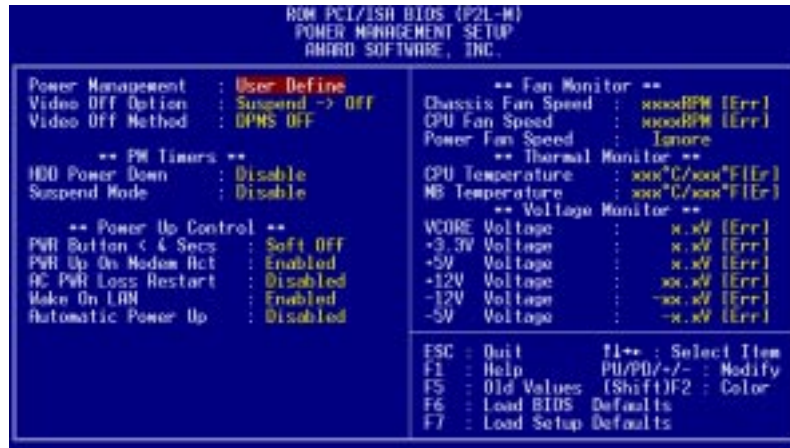 ROM PCI/ISA BIOS (P2L-M)
POWER MANAGEMENT SETUP
AWARD SOFTWARE, INC.
Power Management : User Define
Video Off Option : Suspend -> Off
Video Off Method : DPMS OFF
** PM Timers **
HDD Power Down : Disable
Suspend Mode : Disable
** Power Up Control **
PWR Button < 4 Secs : Soft Off
PWR Up On Modem Act : Enabled
AC PWR Loss Restart : Disabled
Wake On LAN : Enabled
Automatic Power Up : Disabled
** Fan Monitor **
Chassis Fan Speed : xxxxRPM [Err]
CPU Fan Speed : xxxxRPM [Err]
Power Fan Speed : Ignore
** Thermal Monitor **
CPU Temperature : xxx°C/xxx°F[Er]
MB Temperature : xxx°C/xxx°F[Er]
** Voltage Monitor **
VCORE Voltage : x.xV [Err]
+3.3V Voltage : x.xV [Err]
+5V Voltage : x.xV [Err]
+12V Voltage : xx.xV [Err]
-12V Voltage : -xx.xV [Err]
-5V Voltage : -x.xV [Err]
ESC : Quit ↑↓→← : Select Item
F1 : Help PU/PD/+/- : Modify
F5 : Old Values (Shift)F2 : Color
F6 : Load BIOS Defaults
F7 : Load Setup Defaults